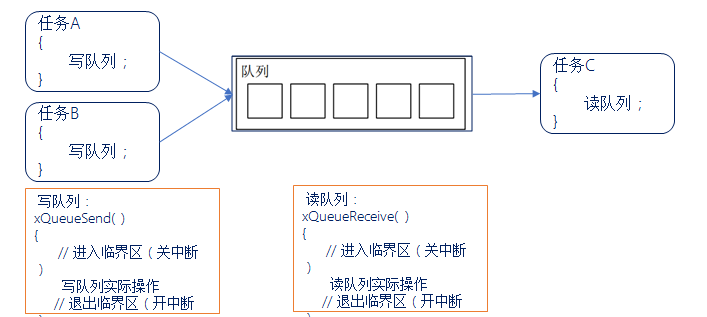 任务A
{
写队列；
}
任务B
{
写队列；
}
队列
任务C
{
读队列；
}
写队列：
xQueueSend( )
{
// 进入临界区（关中断
）
写队列实际操作
// 退出临界区（开中断
读队列：
xQueueReceive( )
{
// 进入临界区（关中断
）
读队列实际操作
// 退出临界区（开中断